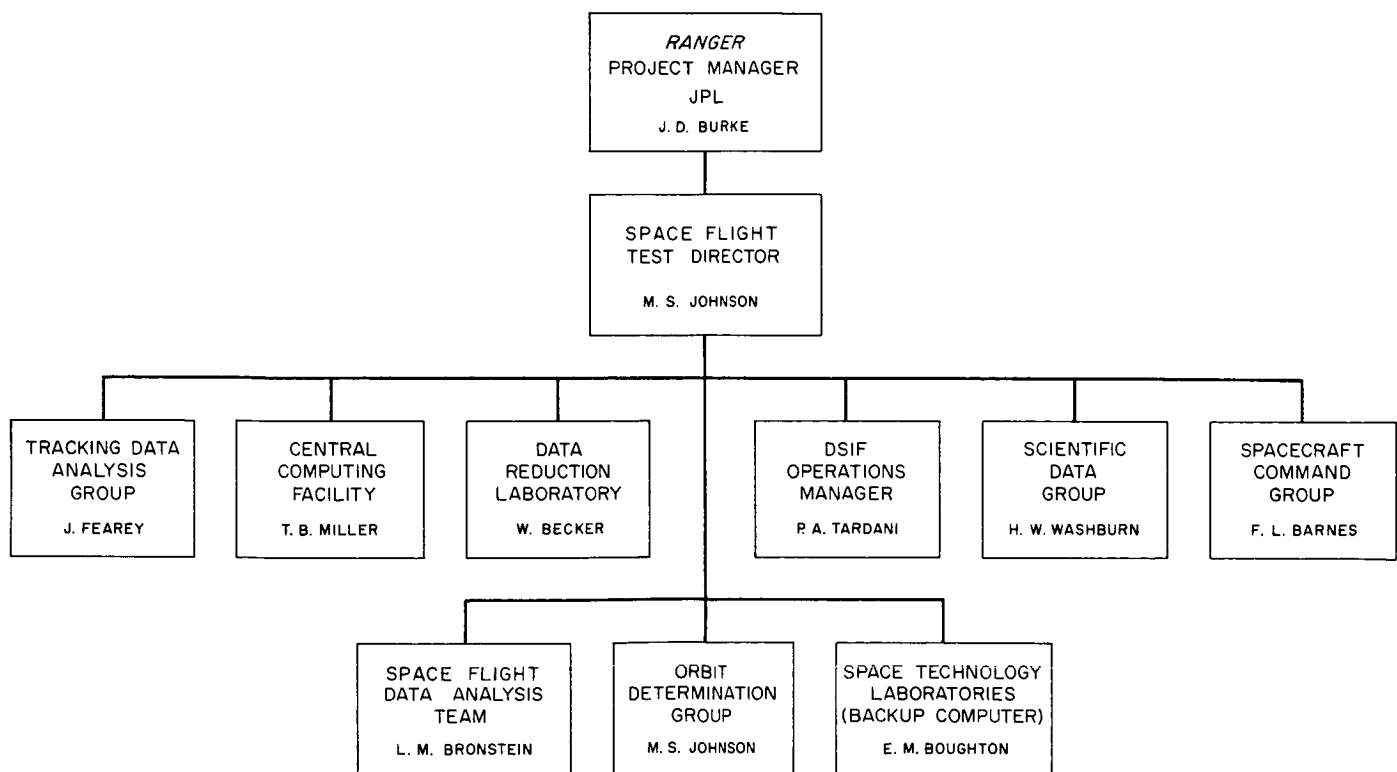 RANGER
PROJECT MANAGER
JPL
J. D. BURKE
SPACE FLIGHT
TEST DIRECTOR
M. S. JOHNSON
TRACKING DATA
ANALYSIS
GROUP
J. FEAREY
CENTRAL
COMPUTING
FACILITY
T. B. MILLER
DATA
REDUCTION
LABORATORY
W. BECKER
DSIF
OPERATIONS
MANAGER
P. A. TARDANI
SCIENTIFIC
DATA
GROUP
H. W. WASHBURN
SPACECRAFT
COMMAND
GROUP
F. L. BARNES
SPACE FLIGHT
DATA ANALYSIS
TEAM
L. M. BRONSTEIN
ORBIT
DETERMINATION
GROUP
M. S. JOHNSON
SPACE TECHNOLOGY
LABORATORIES
(BACKUP COMPUTER)
E. M. BOUGHTON